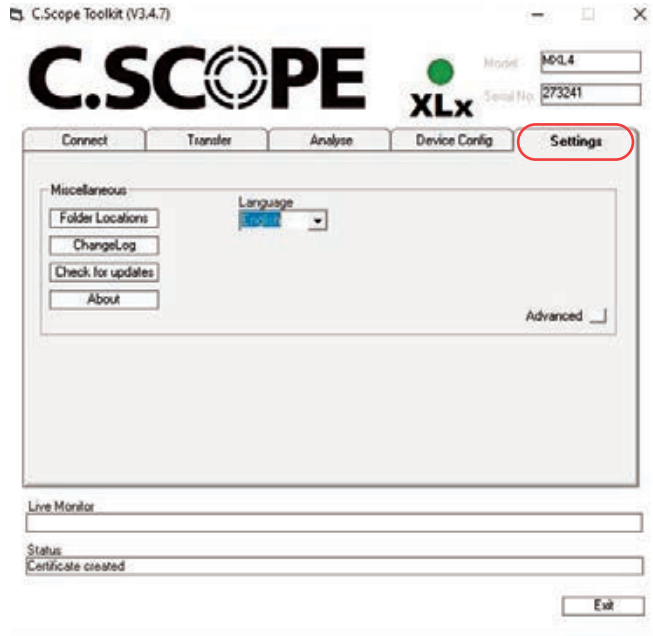 C.Scope Toolkit (V3.4.7)
C.SCOPE
XLx
Model MXL4
Serial No. 273241
Connect Transfer Analyse Device Config Settings
Miscellaneous
Folder Locations
ChangeLog
Check for updates
About
Language
English
Advanced
Live Monitor
Status
Certificate created
Exit